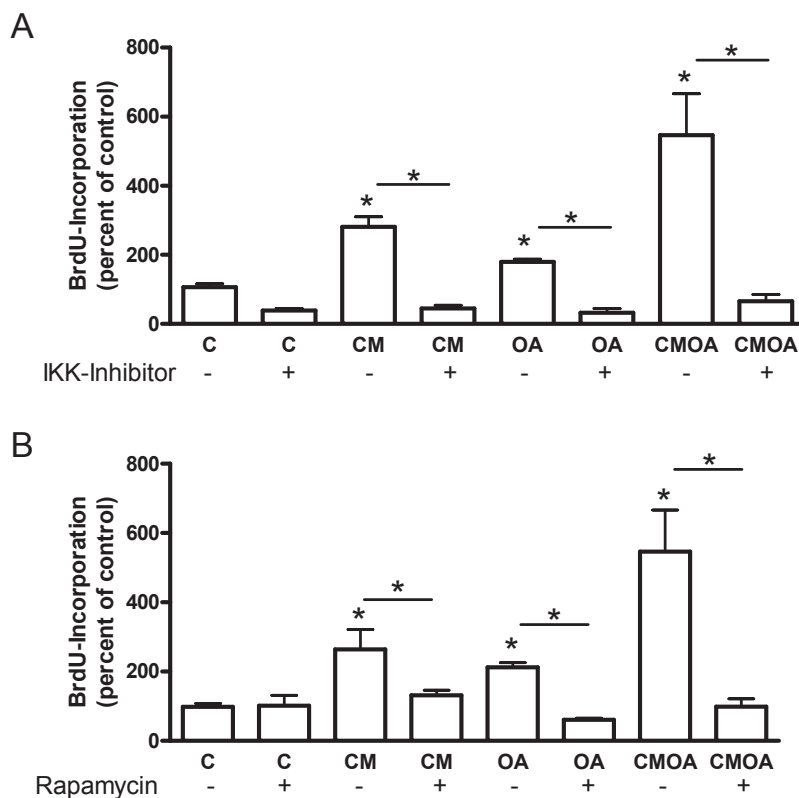 A
BrdU-Incorporation
(percent of control)
800
600
400
200
0
* * * * * * *
C C CM CM OA OA CMOA CMOA
IKK-Inhibitor - + - + - + - +
B
BrdU-Incorporation
(percent of control)
800
600
400
200
0
* * * * * *
C C CM CM OA OA CMOA CMOA
Rapamycin - + - + - + - +